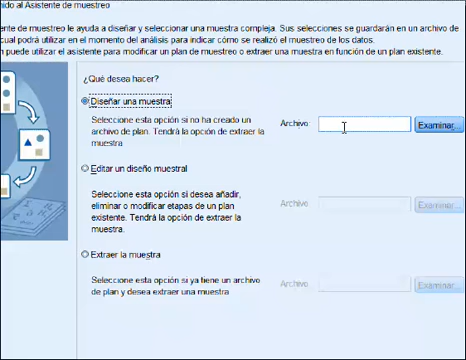 nido al Asistente de muestreo
ente de muestreo le ayuda a diseñar y seleccionar una muestra compleja. Sus selecciones se guardarán en un archivo de
cual podrá utilizar en el momento del análisis para indicar cómo se realizó el muestreo de los datos.
n puede utilizar el asistente para modificar un plan de muestreo o extraer una muestra en función de un plan existente.
¿Qué desea hacer?
Diseñar una muestra
Seleccione esta opción si no ha creado un
archivo de plan. Tendrá la opción de extraer la
muestra
Archivo:
Examinar...
Editar un diseño muestral
Seleccione esta opción si desea añadir,
eliminar o modificar etapas de un plan
existente. Tendrá la opción de extraer la
muestra.
Archivo
Examinar...
Extraer la muestra
Seleccione esta opción si ya tiene un archivo
de plan y desea extraer una muestra
Archivo
Examinar...